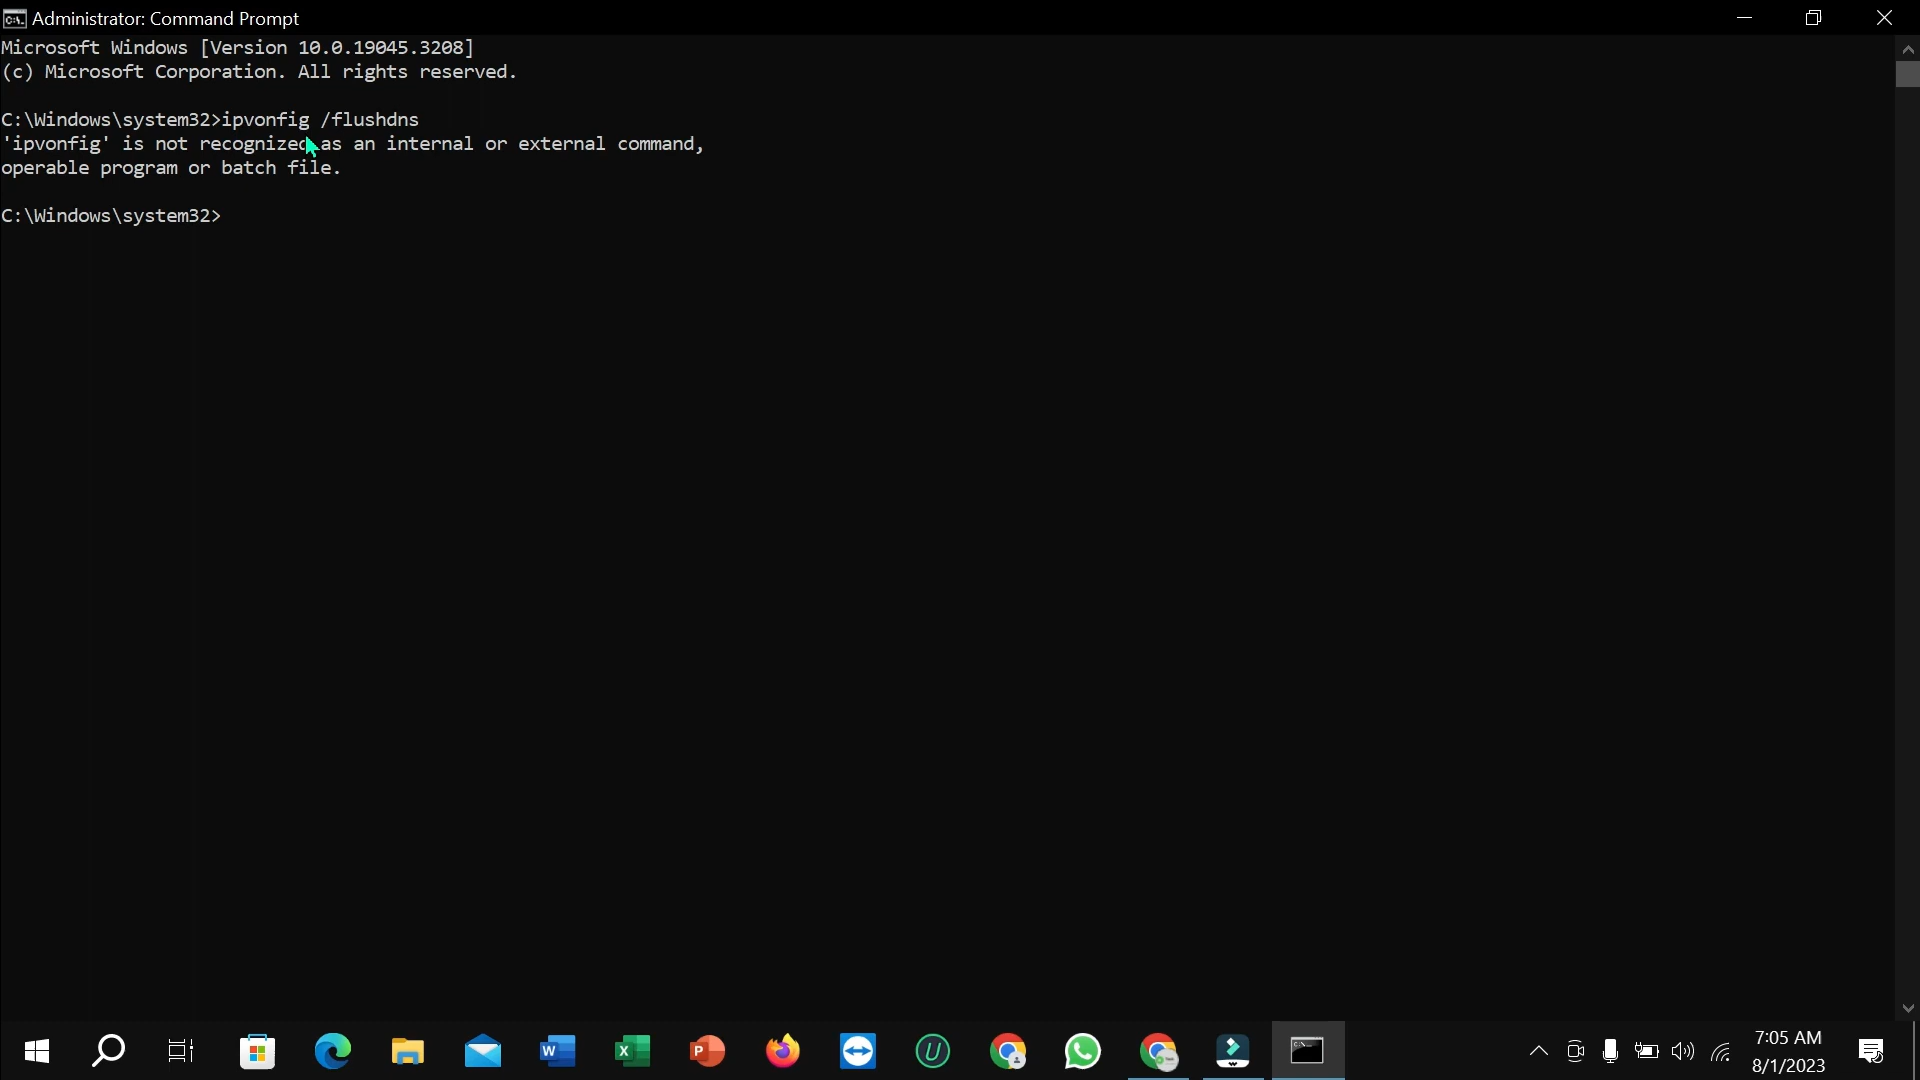 Administrator: Command Prompt
Microsoft Windows [Version 10.0.19045.3208]
(c) Microsoft Corporation. All rights reserved.
C:\Windows\system32>ipvonfig /flushdns
'ipvonfig' is not recognized as an internal or external command,
operable program or batch file.
C:\Windows\system32>
7:05 AM
8/1/2023